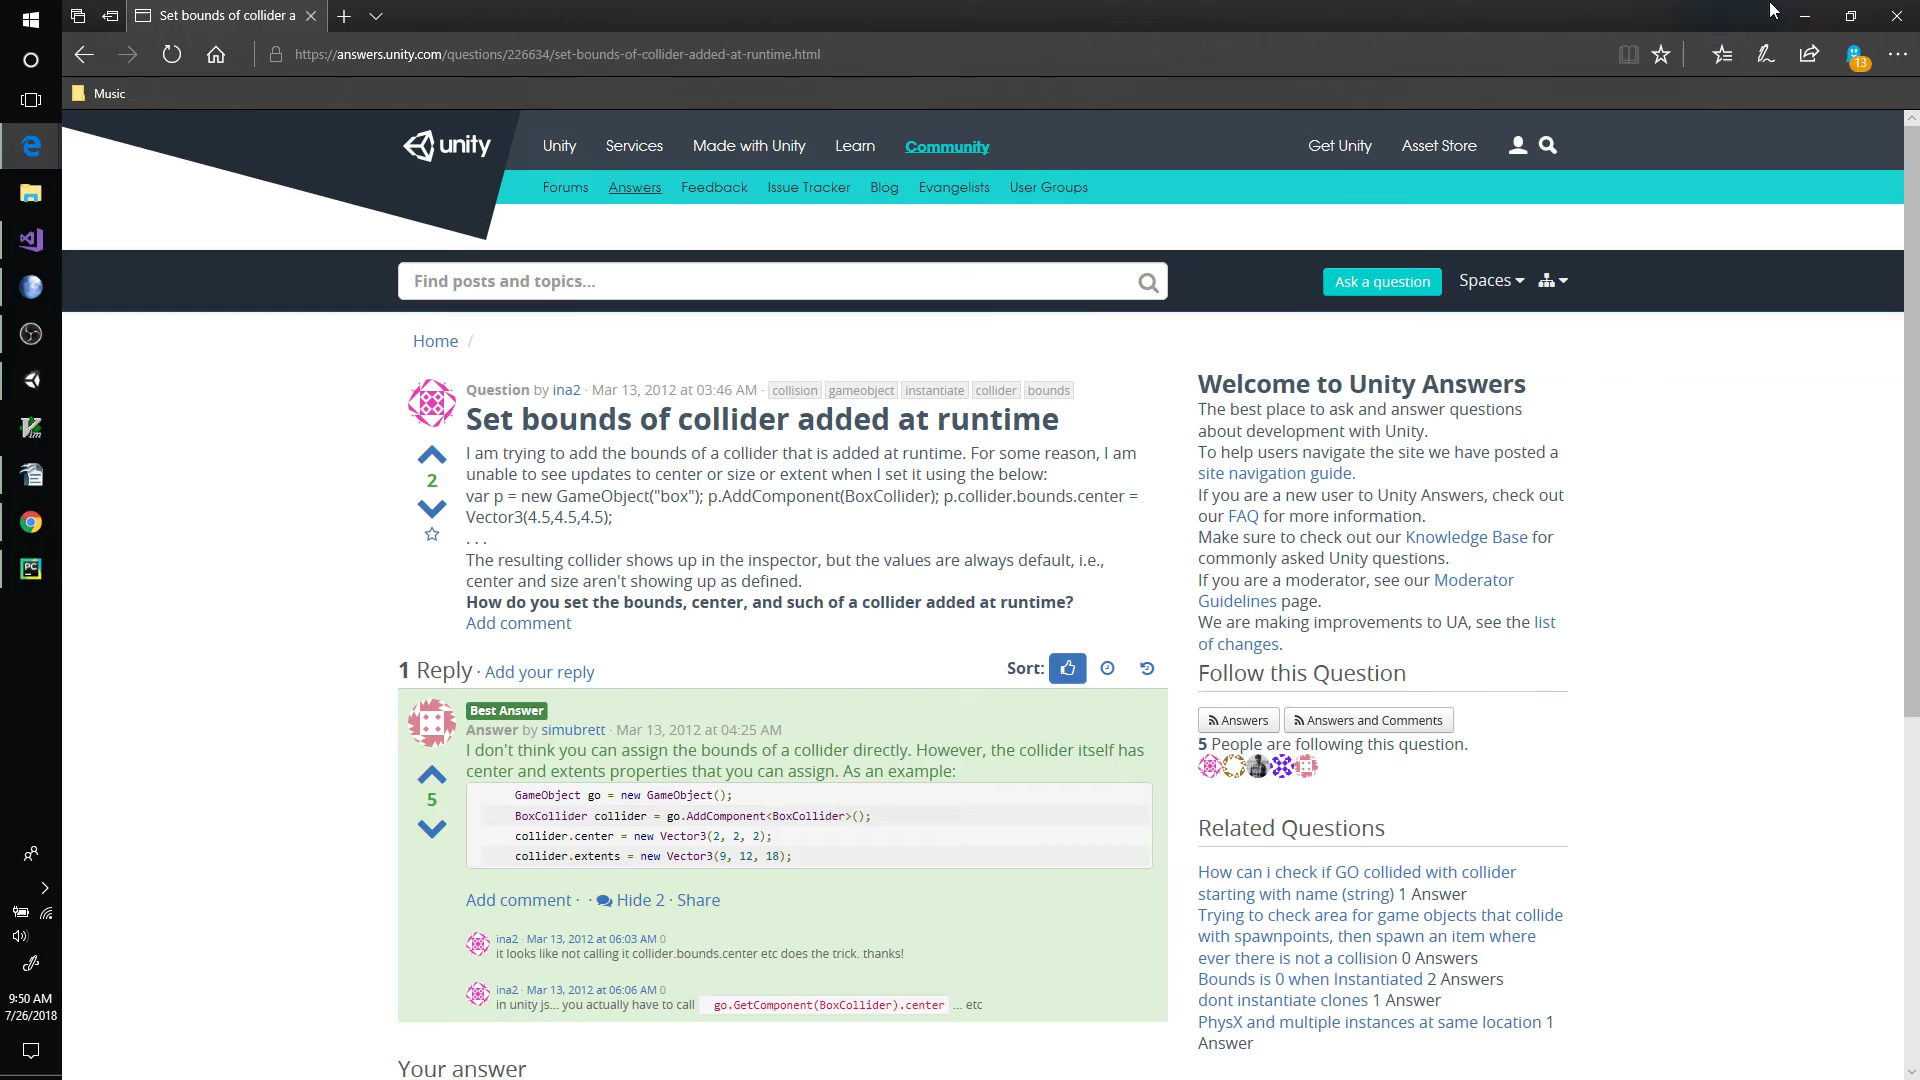 Set bounds of collider a
https://answers.unity.com/questions/226634/set-bounds-of-collider-added-at-runtime.html
13
Music
unity
Unity Services Made with Unity Learn Community
Get Unity Asset Store
Forums Answers Feedback Issue Tracker Blog Evangelists User Groups
Find posts and topics...
Ask a question Spaces
Home /
Question by ina2 · Mar 13, 2012 at 03:46 AM · collision gameobject instantiate collider bounds
Set bounds of collider added at runtime
2
I am trying to add the bounds of a collider that is added at runtime. For some reason, I am
unable to see updates to center or size or extent when I set it using the below:
var p = new GameObject("box"); p.AddComponent(BoxCollider); p.collider.bounds.center =
Vector3(4.5,4.5,4.5);
. . .
The resulting collider shows up in the inspector, but the values are always default, i.e.,
center and size aren't showing up as defined.
How do you set the bounds, center, and such of a collider added at runtime?
Add comment
1 Reply · Add your reply
Sort:
Best Answer
Answer by simubrett · Mar 13, 2012 at 04:25 AM
5
I don't think you can assign the bounds of a collider directly. However, the collider itself has
center and extents properties that you can assign. As an example:
GameObject go = new GameObject();
BoxCollider collider = go.AddComponent<BoxCollider>();
collider.center = new Vector3(2, 2, 2);
collider.extents = new Vector3(9, 12, 18);
Add comment · · Hide 2 · Share
ina2 · Mar 13, 2012 at 06:03 AM 0
it looks like not calling it collider.bounds.center etc does the trick. thanks!
ina2 · Mar 13, 2012 at 06:06 AM 0
in unity js... you actually have to call go.GetComponent(BoxCollider).center ... etc
Your answer
Welcome to Unity Answers
The best place to ask and answer questions
about development with Unity.
To help users navigate the site we have posted a
site navigation guide.
If you are a new user to Unity Answers, check out
our FAQ for more information.
Make sure to check out our Knowledge Base for
commonly asked Unity questions.
If you are a moderator, see our Moderator
Guidelines page.
We are making improvements to UA, see the list
of changes.
Follow this Question
Answers Answers and Comments
5 People are following this question.
Related Questions
How can i check if GO collided with collider
starting with name (string) 1 Answer
Trying to check area for game objects that collide
with spawnpoints, then spawn an item where
ever there is not a collision 0 Answers
Bounds is 0 when Instantiated 2 Answers
dont instantiate clones 1 Answer
PhysX and multiple instances at same location 1
Answer
Vim
PC
9:50 AM
7/26/2018